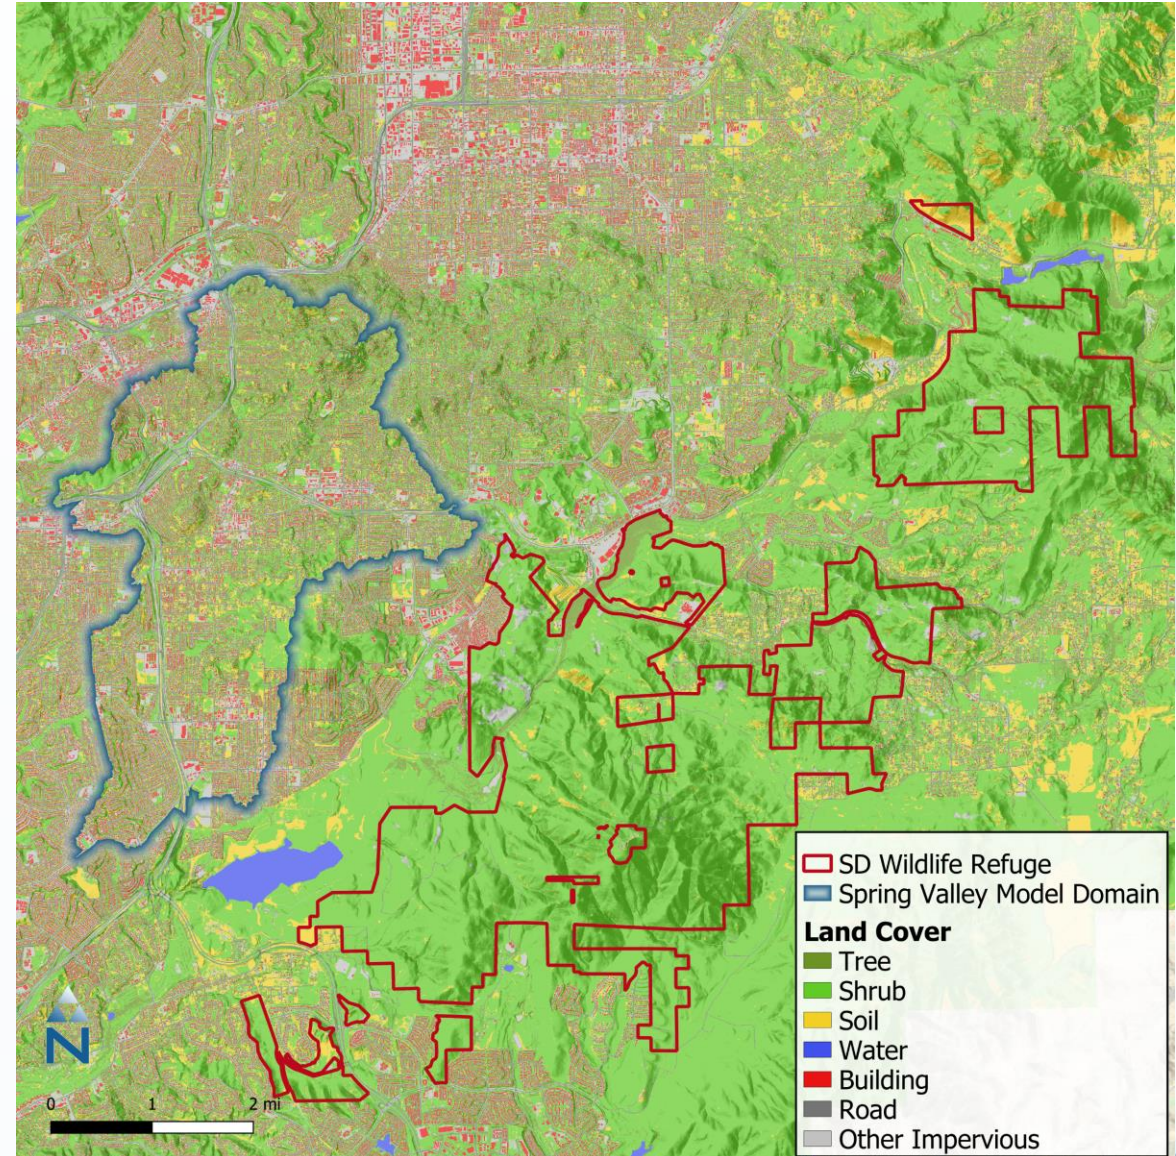 SD Wildlife Refuge
Spring Valley Model Domain
Land Cover
Tree
Shrub
Soil
Water
Building
Road
Other Impervious
N
0 1 2 mi